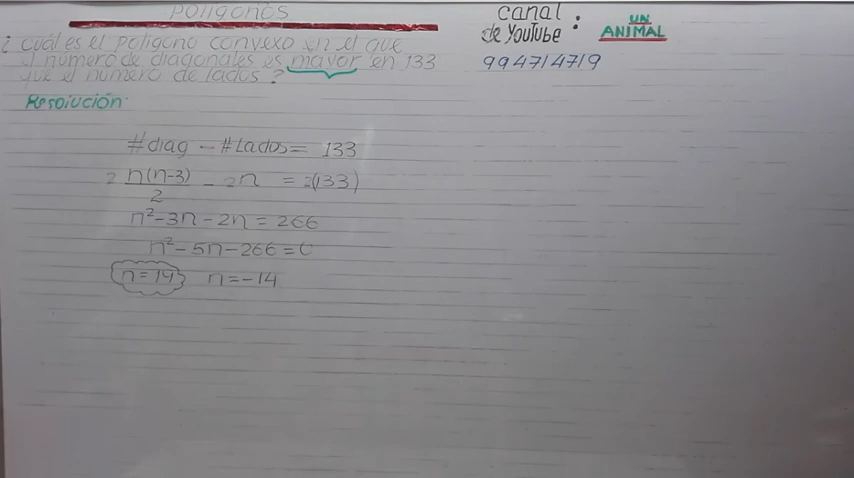 POLIGONOS
¿ Cuál es el polígono convexo en el que
el número de diagonales es mayor en 133
que el número de lados ?
Resolución:
#diag - #Lados = 133
2 n(n-3)/2 - 2n = 2(133)
n²-3n-2n = 266
n²-5n-266=0
n=19 n=-14
canal
de YouTube :
UN
ANIMAL
994714719